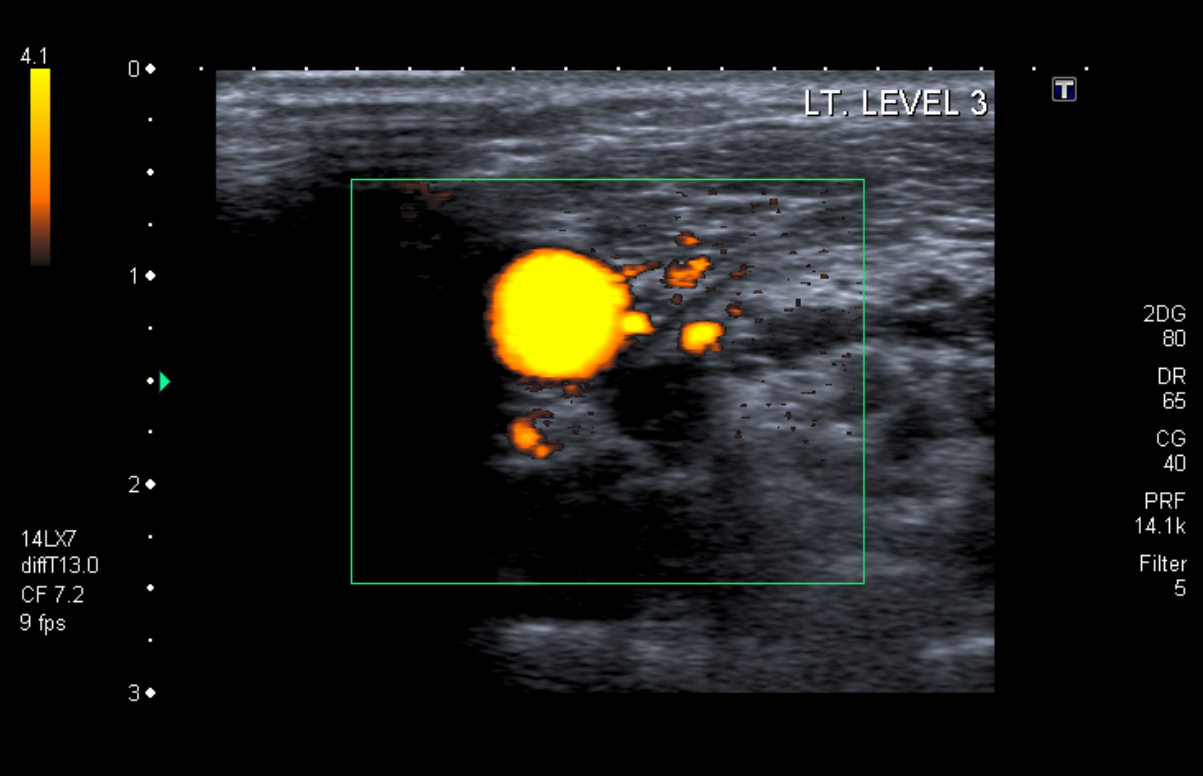 4.1
0
T
LT. LEVEL 3
1
2
3
14LX7
diffT13.0
CF 7.2
9 fps
2DG
80
DR
65
CG
40
PRF
14.1k
Filter
5